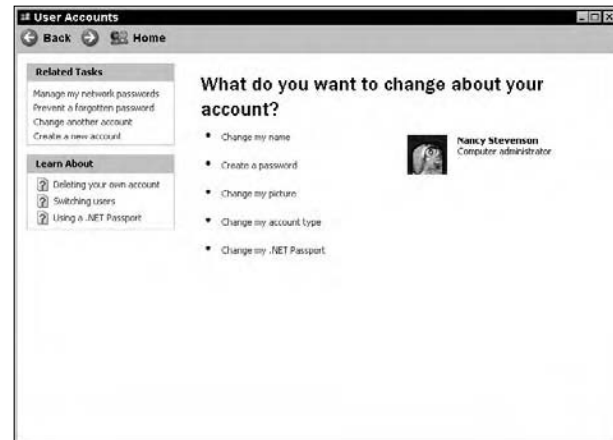 User Accounts
Back Home
Related Tasks
Manage my network passwords
Prevent a forgotten password
Change another account
Create a new account
Learn About
Deleting your own account
Switching users
Using a .NET Passport
What do you want to change about your
account?
Change my name
Create a password
Change my picture
Change my account type
Change my .NET Passport
Nancy Stevenson
Computer administrator